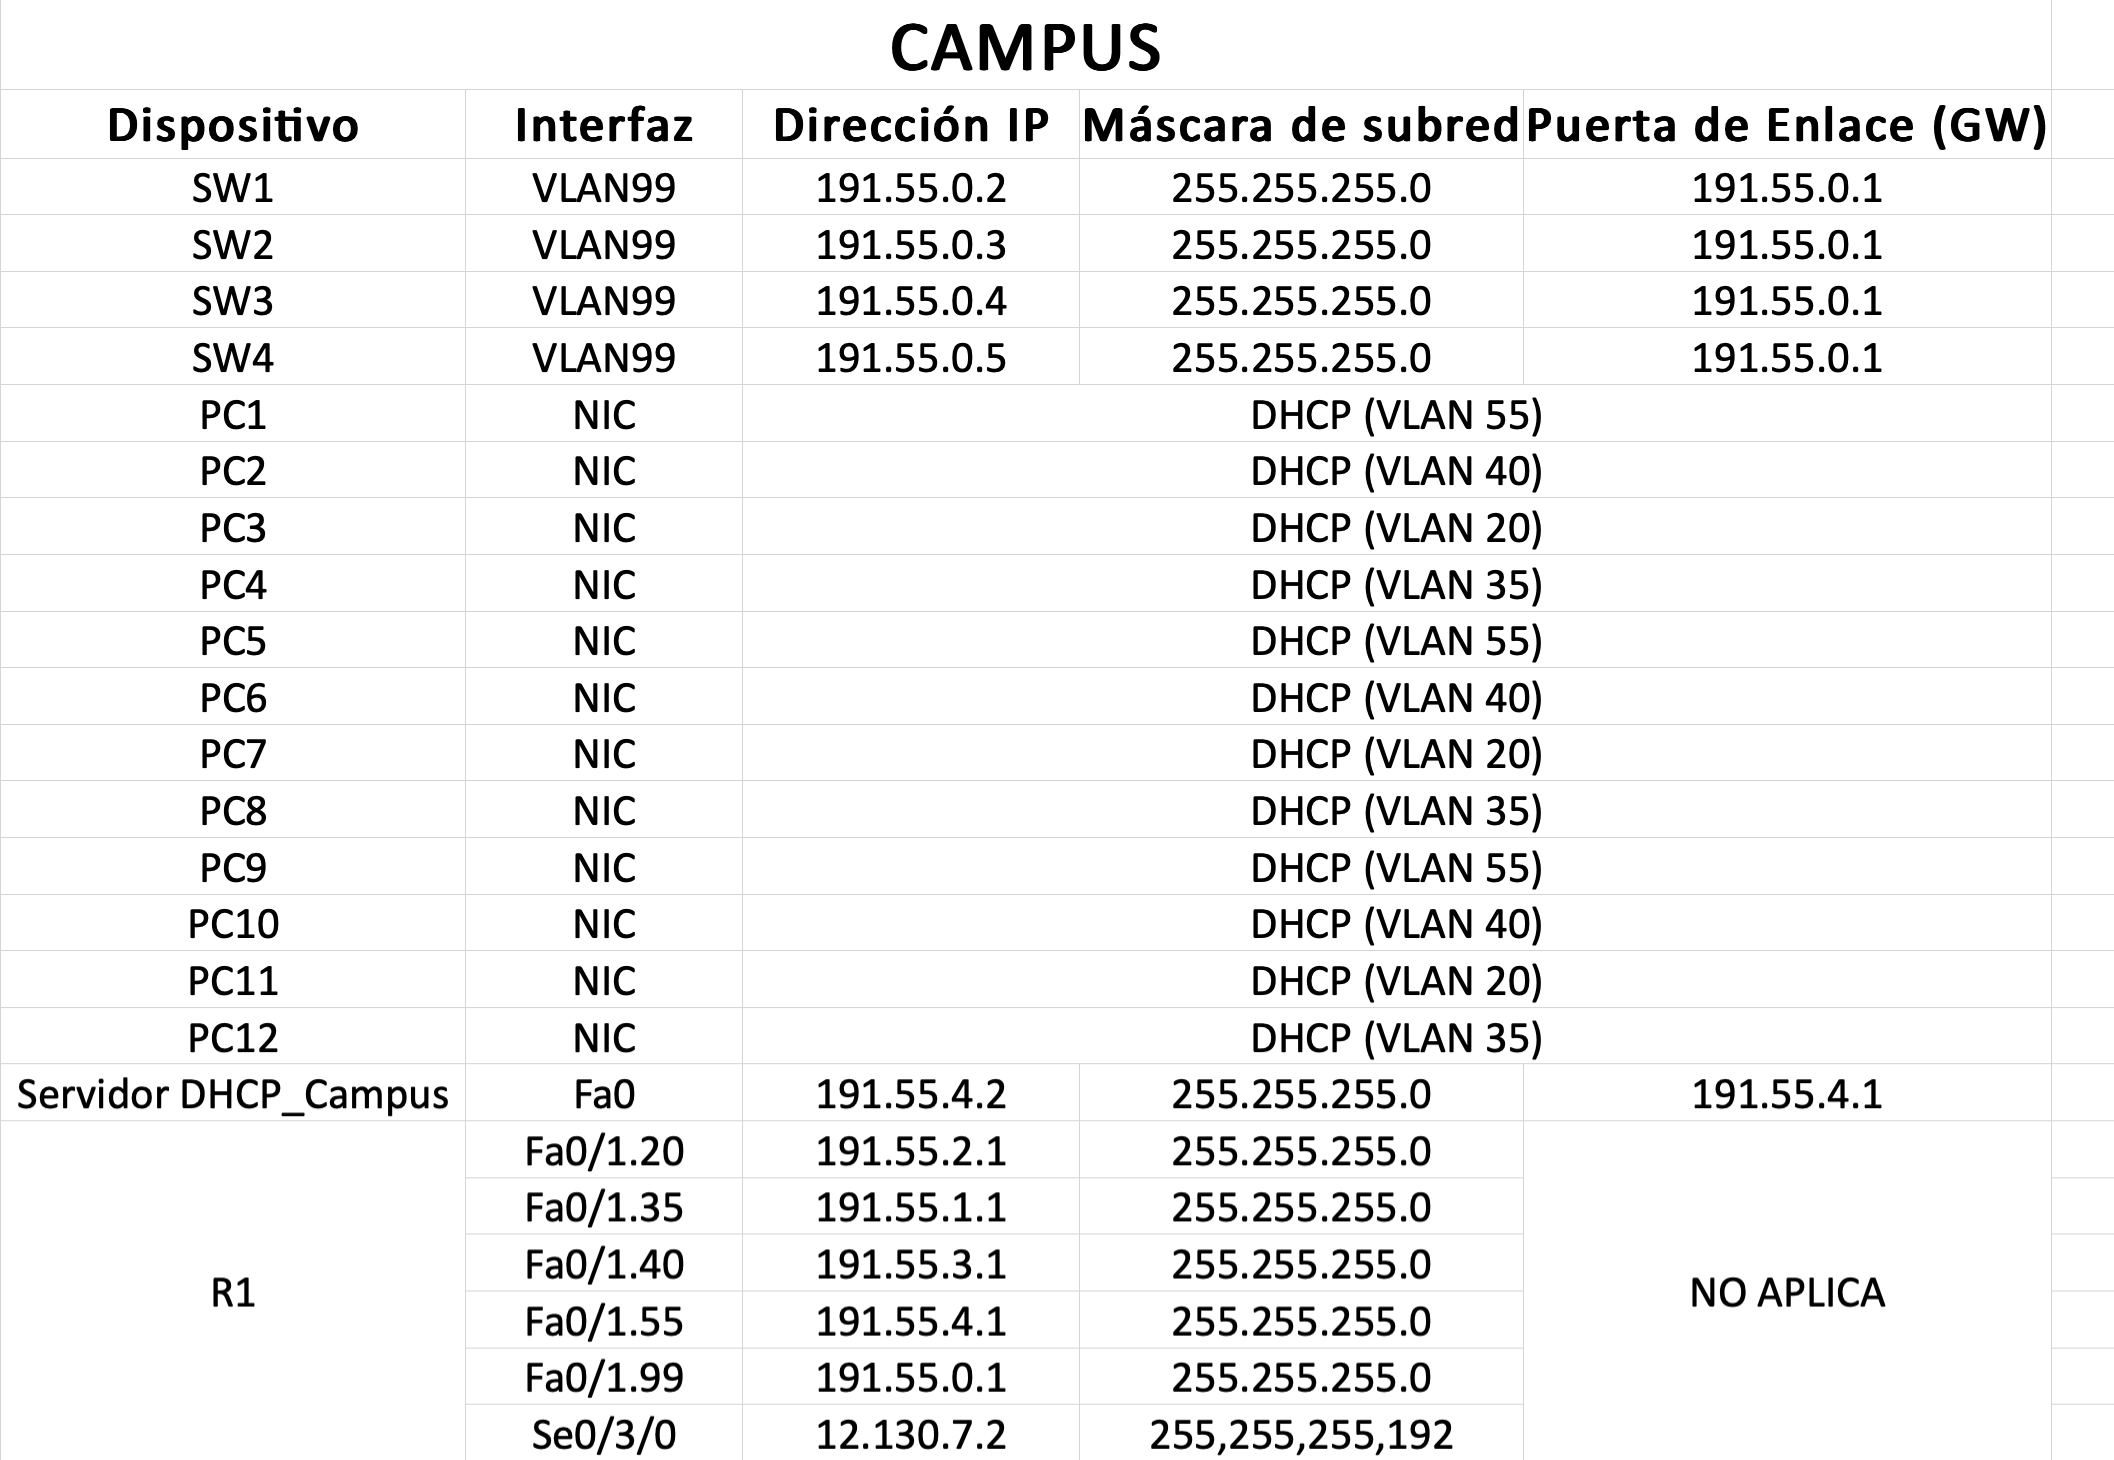 CAMPUS
Dispositivo Interfaz Dirección IP Máscara de subred Puerta de Enlace (GW)
SW1 VLAN99 191.55.0.2 255.255.255.0 191.55.0.1
SW2 VLAN99 191.55.0.3 255.255.255.0 191.55.0.1
SW3 VLAN99 191.55.0.4 255.255.255.0 191.55.0.1
SW4 VLAN99 191.55.0.5 255.255.255.0 191.55.0.1
PC1 NIC DHCP (VLAN 55)
PC2 NIC DHCP (VLAN 40)
PC3 NIC DHCP (VLAN 20)
PC4 NIC DHCP (VLAN 35)
PC5 NIC DHCP (VLAN 55)
PC6 NIC DHCP (VLAN 40)
PC7 NIC DHCP (VLAN 20)
PC8 NIC DHCP (VLAN 35)
PC9 NIC DHCP (VLAN 55)
PC10 NIC DHCP (VLAN 40)
PC11 NIC DHCP (VLAN 20)
PC12 NIC DHCP (VLAN 35)
Servidor DHCP_Campus Fa0 191.55.4.2 255.255.255.0 191.55.4.1
Fa0/1.20 191.55.2.1 255.255.255.0
Fa0/1.35 191.55.1.1 255.255.255.0
Fa0/1.40 191.55.3.1 255.255.255.0
R1 NO APLICA
Fa0/1.55 191.55.4.1 255.255.255.0
Fa0/1.99 191.55.0.1 255.255.255.0
Se0/3/0 12.130.7.2 255,255,255,192